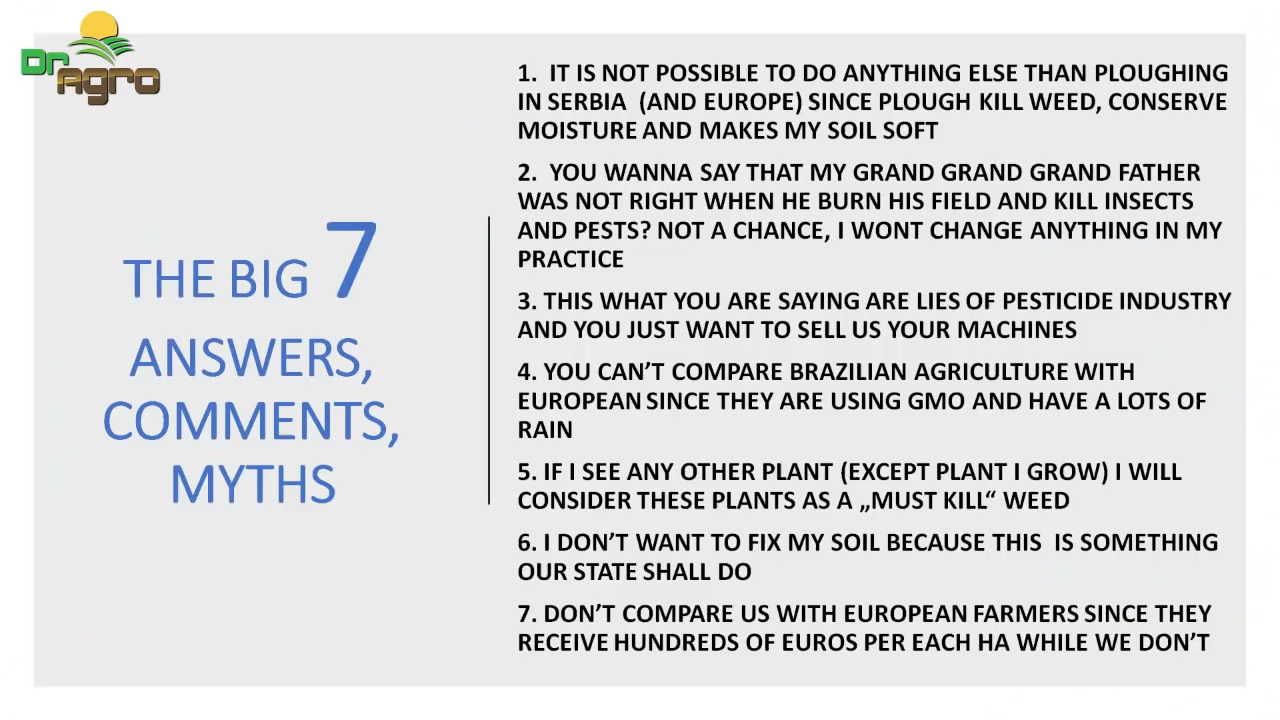 Dr
Agro
THE BIG 7
ANSWERS,
COMMENTS,
MYTHS
1. IT IS NOT POSSIBLE TO DO ANYTHING ELSE THAN PLOUGHING
IN SERBIA (AND EUROPE) SINCE PLOUGH KILL WEED, CONSERVE
MOISTURE AND MAKES MY SOIL SOFT
2. YOU WANNA SAY THAT MY GRAND GRAND GRAND FATHER
WAS NOT RIGHT WHEN HE BURN HIS FIELD AND KILL INSECTS
AND PESTS? NOT A CHANCE, I WONT CHANGE ANYTHING IN MY
PRACTICE
3. THIS WHAT YOU ARE SAYING ARE LIES OF PESTICIDE INDUSTRY
AND YOU JUST WANT TO SELL US YOUR MACHINES
4. YOU CAN’T COMPARE BRAZILIAN AGRICULTURE WITH
EUROPEAN SINCE THEY ARE USING GMO AND HAVE A LOTS OF
RAIN
5. IF I SEE ANY OTHER PLANT (EXCEPT PLANT I GROW) I WILL
CONSIDER THESE PLANTS AS A „MUST KILL“ WEED
6. I DON’T WANT TO FIX MY SOIL BECAUSE THIS IS SOMETHING
OUR STATE SHALL DO
7. DON’T COMPARE US WITH EUROPEAN FARMERS SINCE THEY
RECEIVE HUNDREDS OF EUROS PER EACH HA WHILE WE DON’T